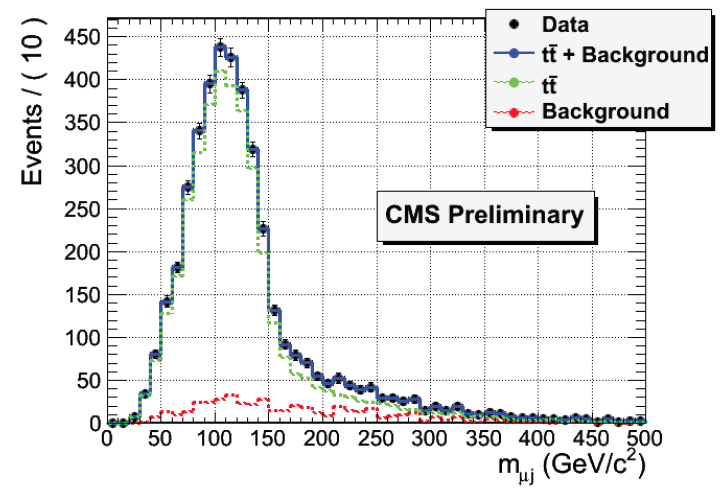 Events / ( 10 )
450
400
350
300
250
200
150
100
50
0
Data
tt̄ + Background
tt̄
Background
CMS Preliminary
0 50 100 150 200 250 300 350 400 450 500
m_μj (GeV/c²)